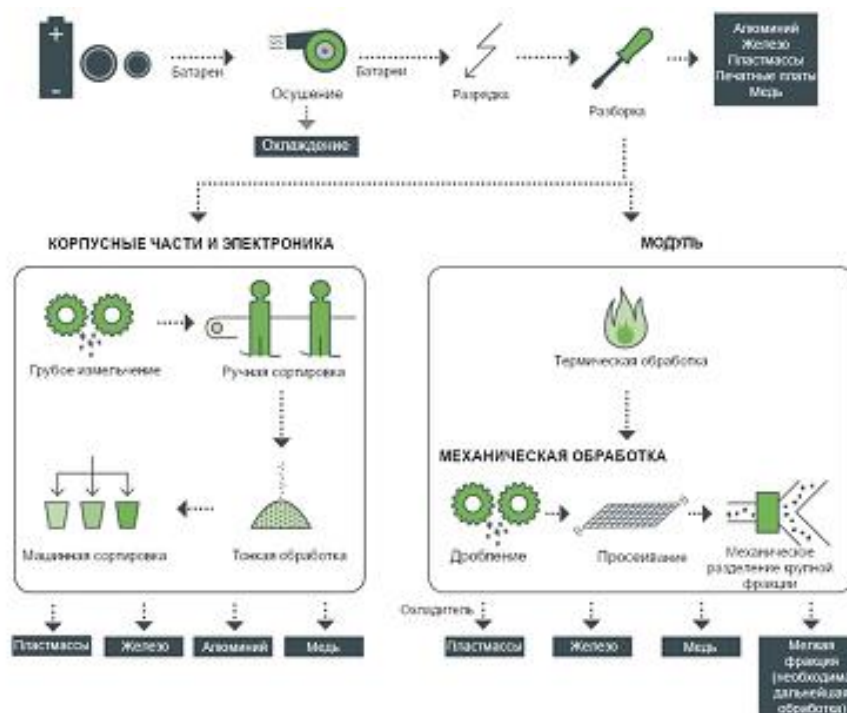 Батареи
Осушение
Батареи
Разрядка
Разборка
Алюминий
Железо
Пластмассы
Печатные платы
Медь
Охлаждение
КОРПУСНЫЕ ЧАСТИ И ЭЛЕКТРОНИКА
МОДУЛЬ
Грубое измельчение
Ручная сортировка
Машинная сортировка
Тонкая обработка
Термическая обработка
МЕХАНИЧЕСКАЯ ОБРАБОТКА
Дробление
Просеивание
Механическое
разделение крупной
фракции
Охладитель
Пластмассы
Железо
Алюминий
Медь
Пластмассы
Железо
Медь
Мелкая
фракция
(необходима
дальнейшая
обработка)